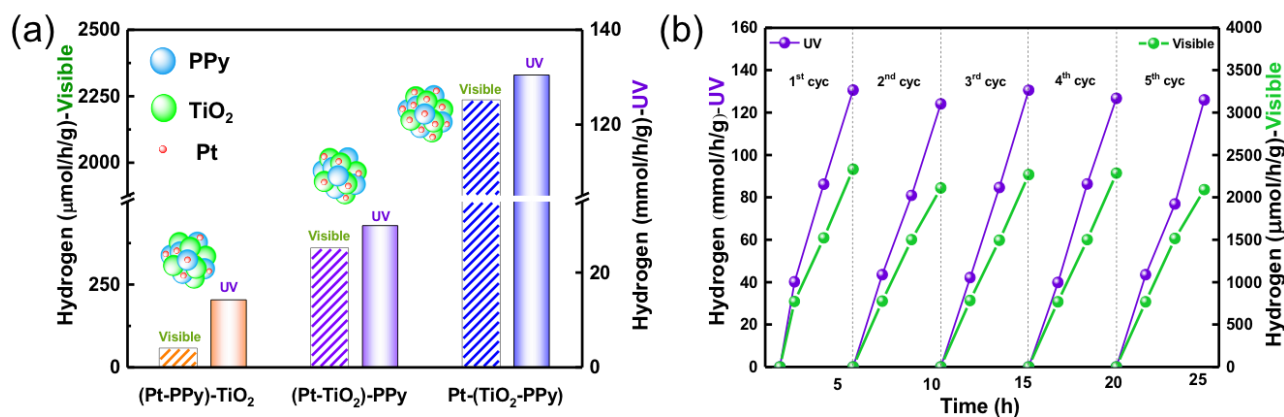 (a)
Hydrogen (μmol/h/g)-Visible
2500
2250
2000
250
0
PPy
TiO₂
Pt
Visible
UV
Visible
UV
Visible
UV
140
120
20
0
Hydrogen (mmol/h/g)-UV
(Pt-PPy)-TiO₂
(Pt-TiO₂)-PPy
Pt-(TiO₂-PPy)
(b)
Hydrogen (mmol/h/g)-UV
160
140
120
100
80
60
40
20
0
UV
Visible
1ˢᵗ cyc
2ⁿᵈ cyc
3ʳᵈ cyc
4ᵗʰ cyc
5ᵗʰ cyc
4000
3500
3000
2500
2000
1500
1000
500
0
Hydrogen (μmol/h/g)-Visible
5
10
15
20
25
Time (h)